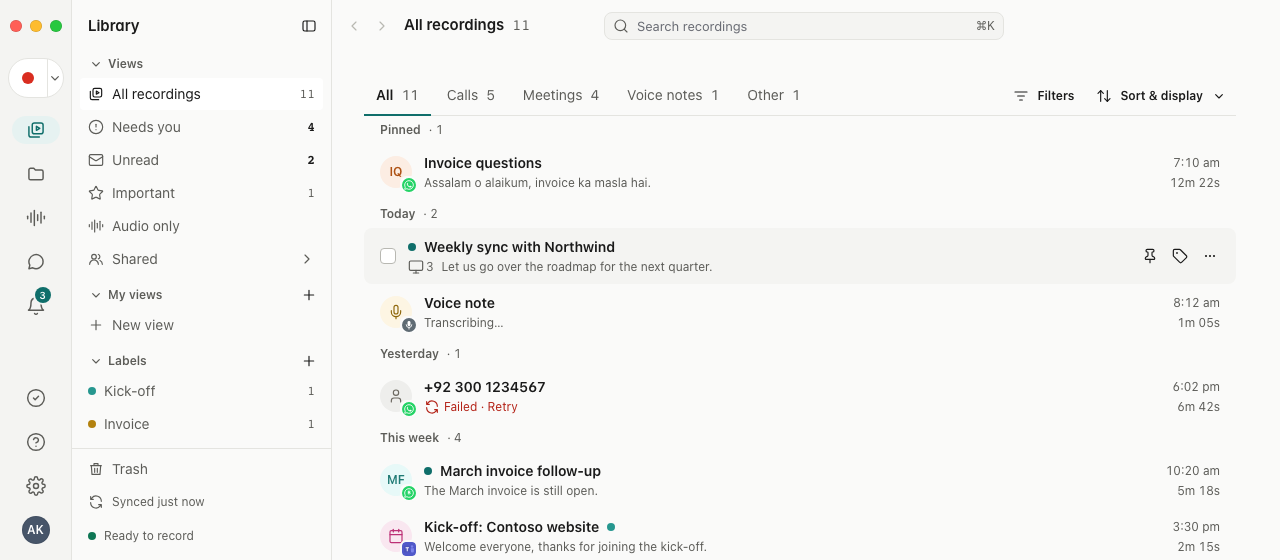 Library
All recordings 11
Search recordings ⌘K
Views
All recordings 11
Needs you 4
Unread 2
Important 1
Audio only
Shared
My views
New view
Labels
Kick-off 1
Invoice 1
Trash
Synced just now
Ready to record
3
AK
All 11 Calls 5 Meetings 4 Voice notes 1 Other 1
Filters Sort & display
Pinned · 1
IQ Invoice questions 7:10 am
Assalam o alaikum, invoice ka masla hai. 12m 22s
Today · 2
Weekly sync with Northwind
3 Let us go over the roadmap for the next quarter.
Voice note 8:12 am
Transcribing... 1m 05s
Yesterday · 1
+92 300 1234567 6:02 pm
Failed · Retry 6m 42s
This week · 4
MF March invoice follow-up 10:20 am
The March invoice is still open. 5m 18s
Kick-off: Contoso website 3:30 pm
Welcome everyone, thanks for joining the kick-off. 2m 15s